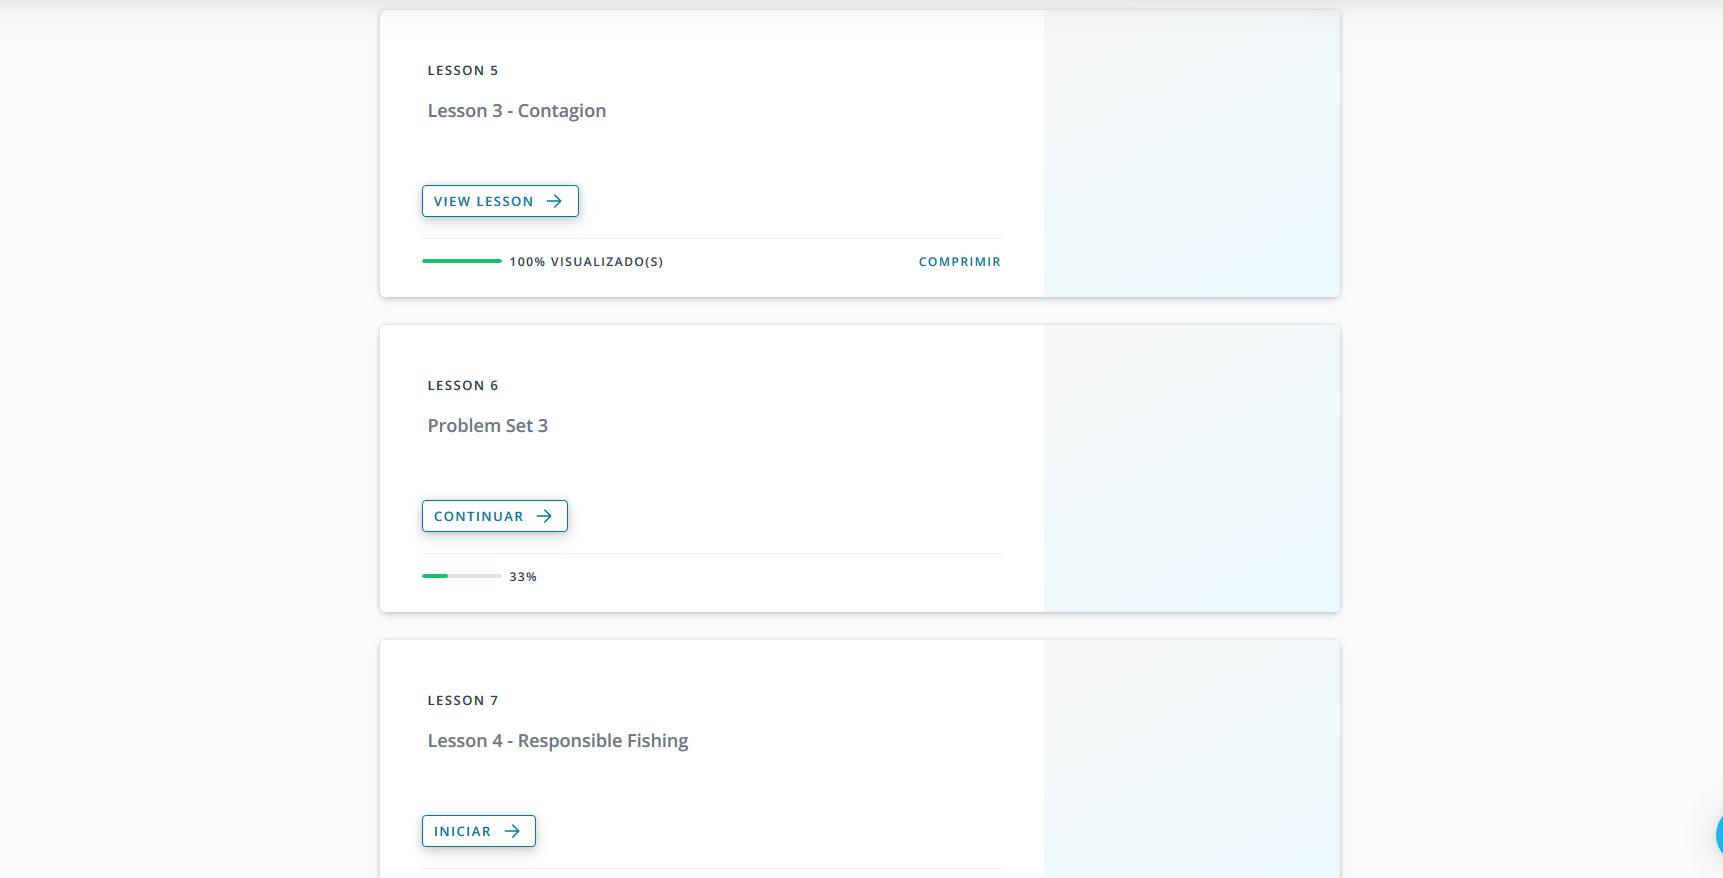 LESSON 5
Lesson 3 - Contagion
VIEW LESSON
100% VISUALIZADO(S)
COMPRIMIR
LESSON 6
Problem Set 3
CONTINUAR
33%
LESSON 7
Lesson 4 - Responsible Fishing
INICIAR